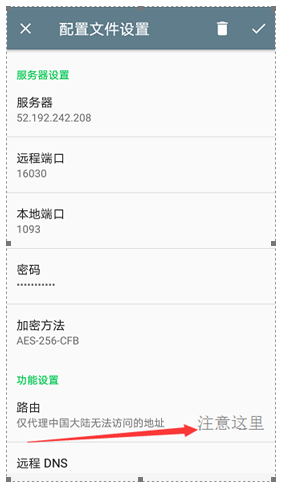 配置文件设置
服务器设置
服务器
52.192.242.208
远程端口
16030
本地端口
1093
密码
•••••••••••
加密方法
AES-256-CFB
功能设置
路由
仅代理中国大陆无法访问的地址
注意这里
远程 DNS